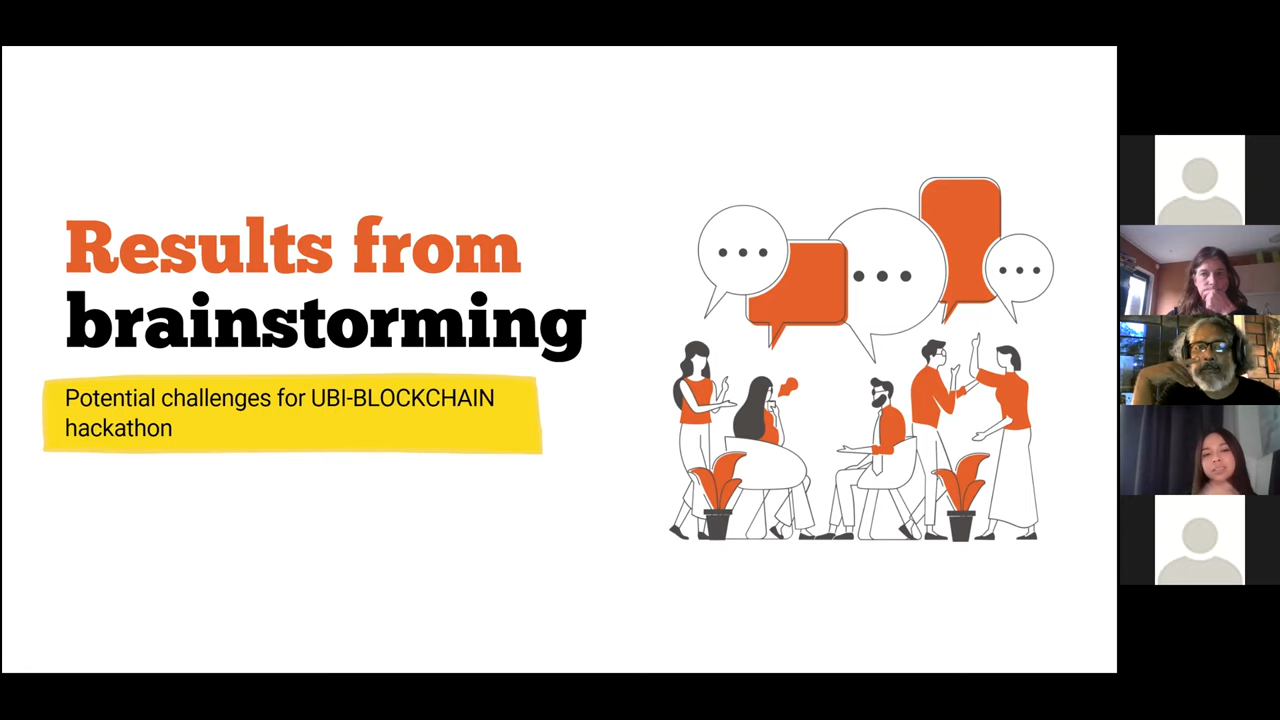 Results from
brainstorming
Potential challenges for UBI-BLOCKCHAIN
hackathon